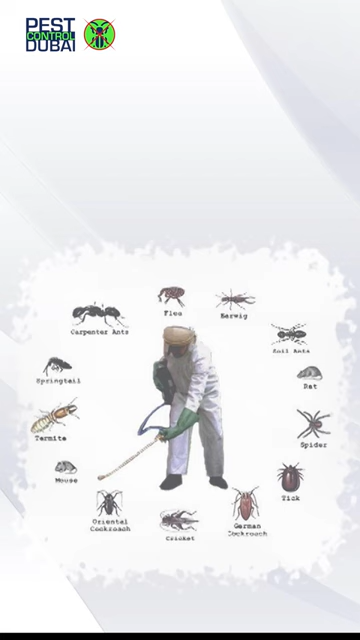 PEST
CONTROL
DUBAI
Flea
Earwig
Carpenter Ants
Soil Ants
Springtail
Rat
Termite
Spider
Mouse
Tick
Oriental
Cockroach
German
Cockroach
Cricket